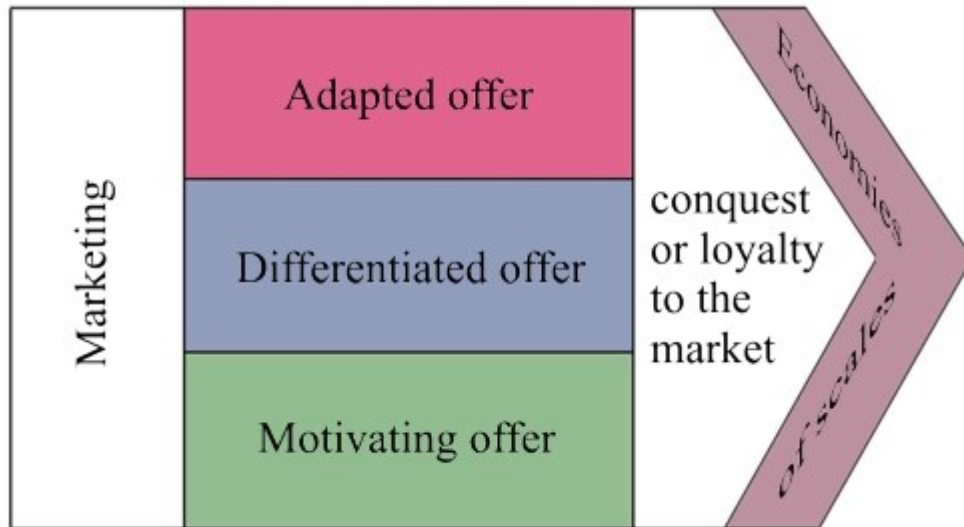 Marketing
Adapted offer
Differentiated offer
Motivating offer
conquest
or loyalty
to the
market
Economies
of scales